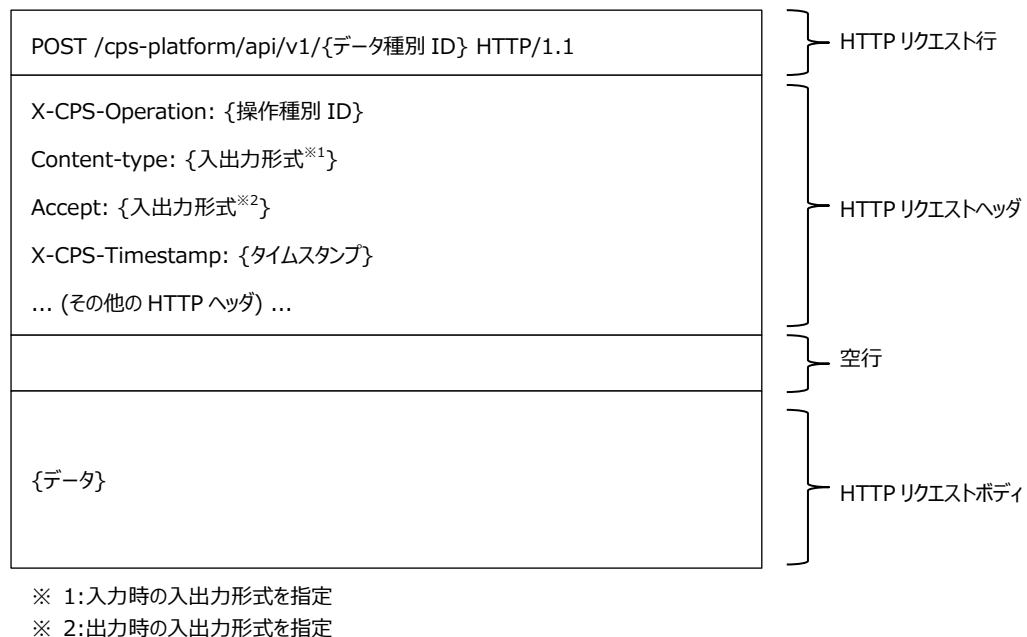 POST /cps-platform/api/v1/{データ種別 ID} HTTP/1.1
HTTP リクエスト行
X-CPS-Operation: {操作種別 ID}
Content-type: {入出力形式※1}
Accept: {入出力形式※2}
HTTP リクエストヘッダ
X-CPS-Timestamp: {タイムスタンプ}
... (その他の HTTP ヘッダ) ...
空行
{データ}
HTTP リクエストボディ
※ 1:入力時の入出力形式を指定
※ 2:出力時の入出力形式を指定